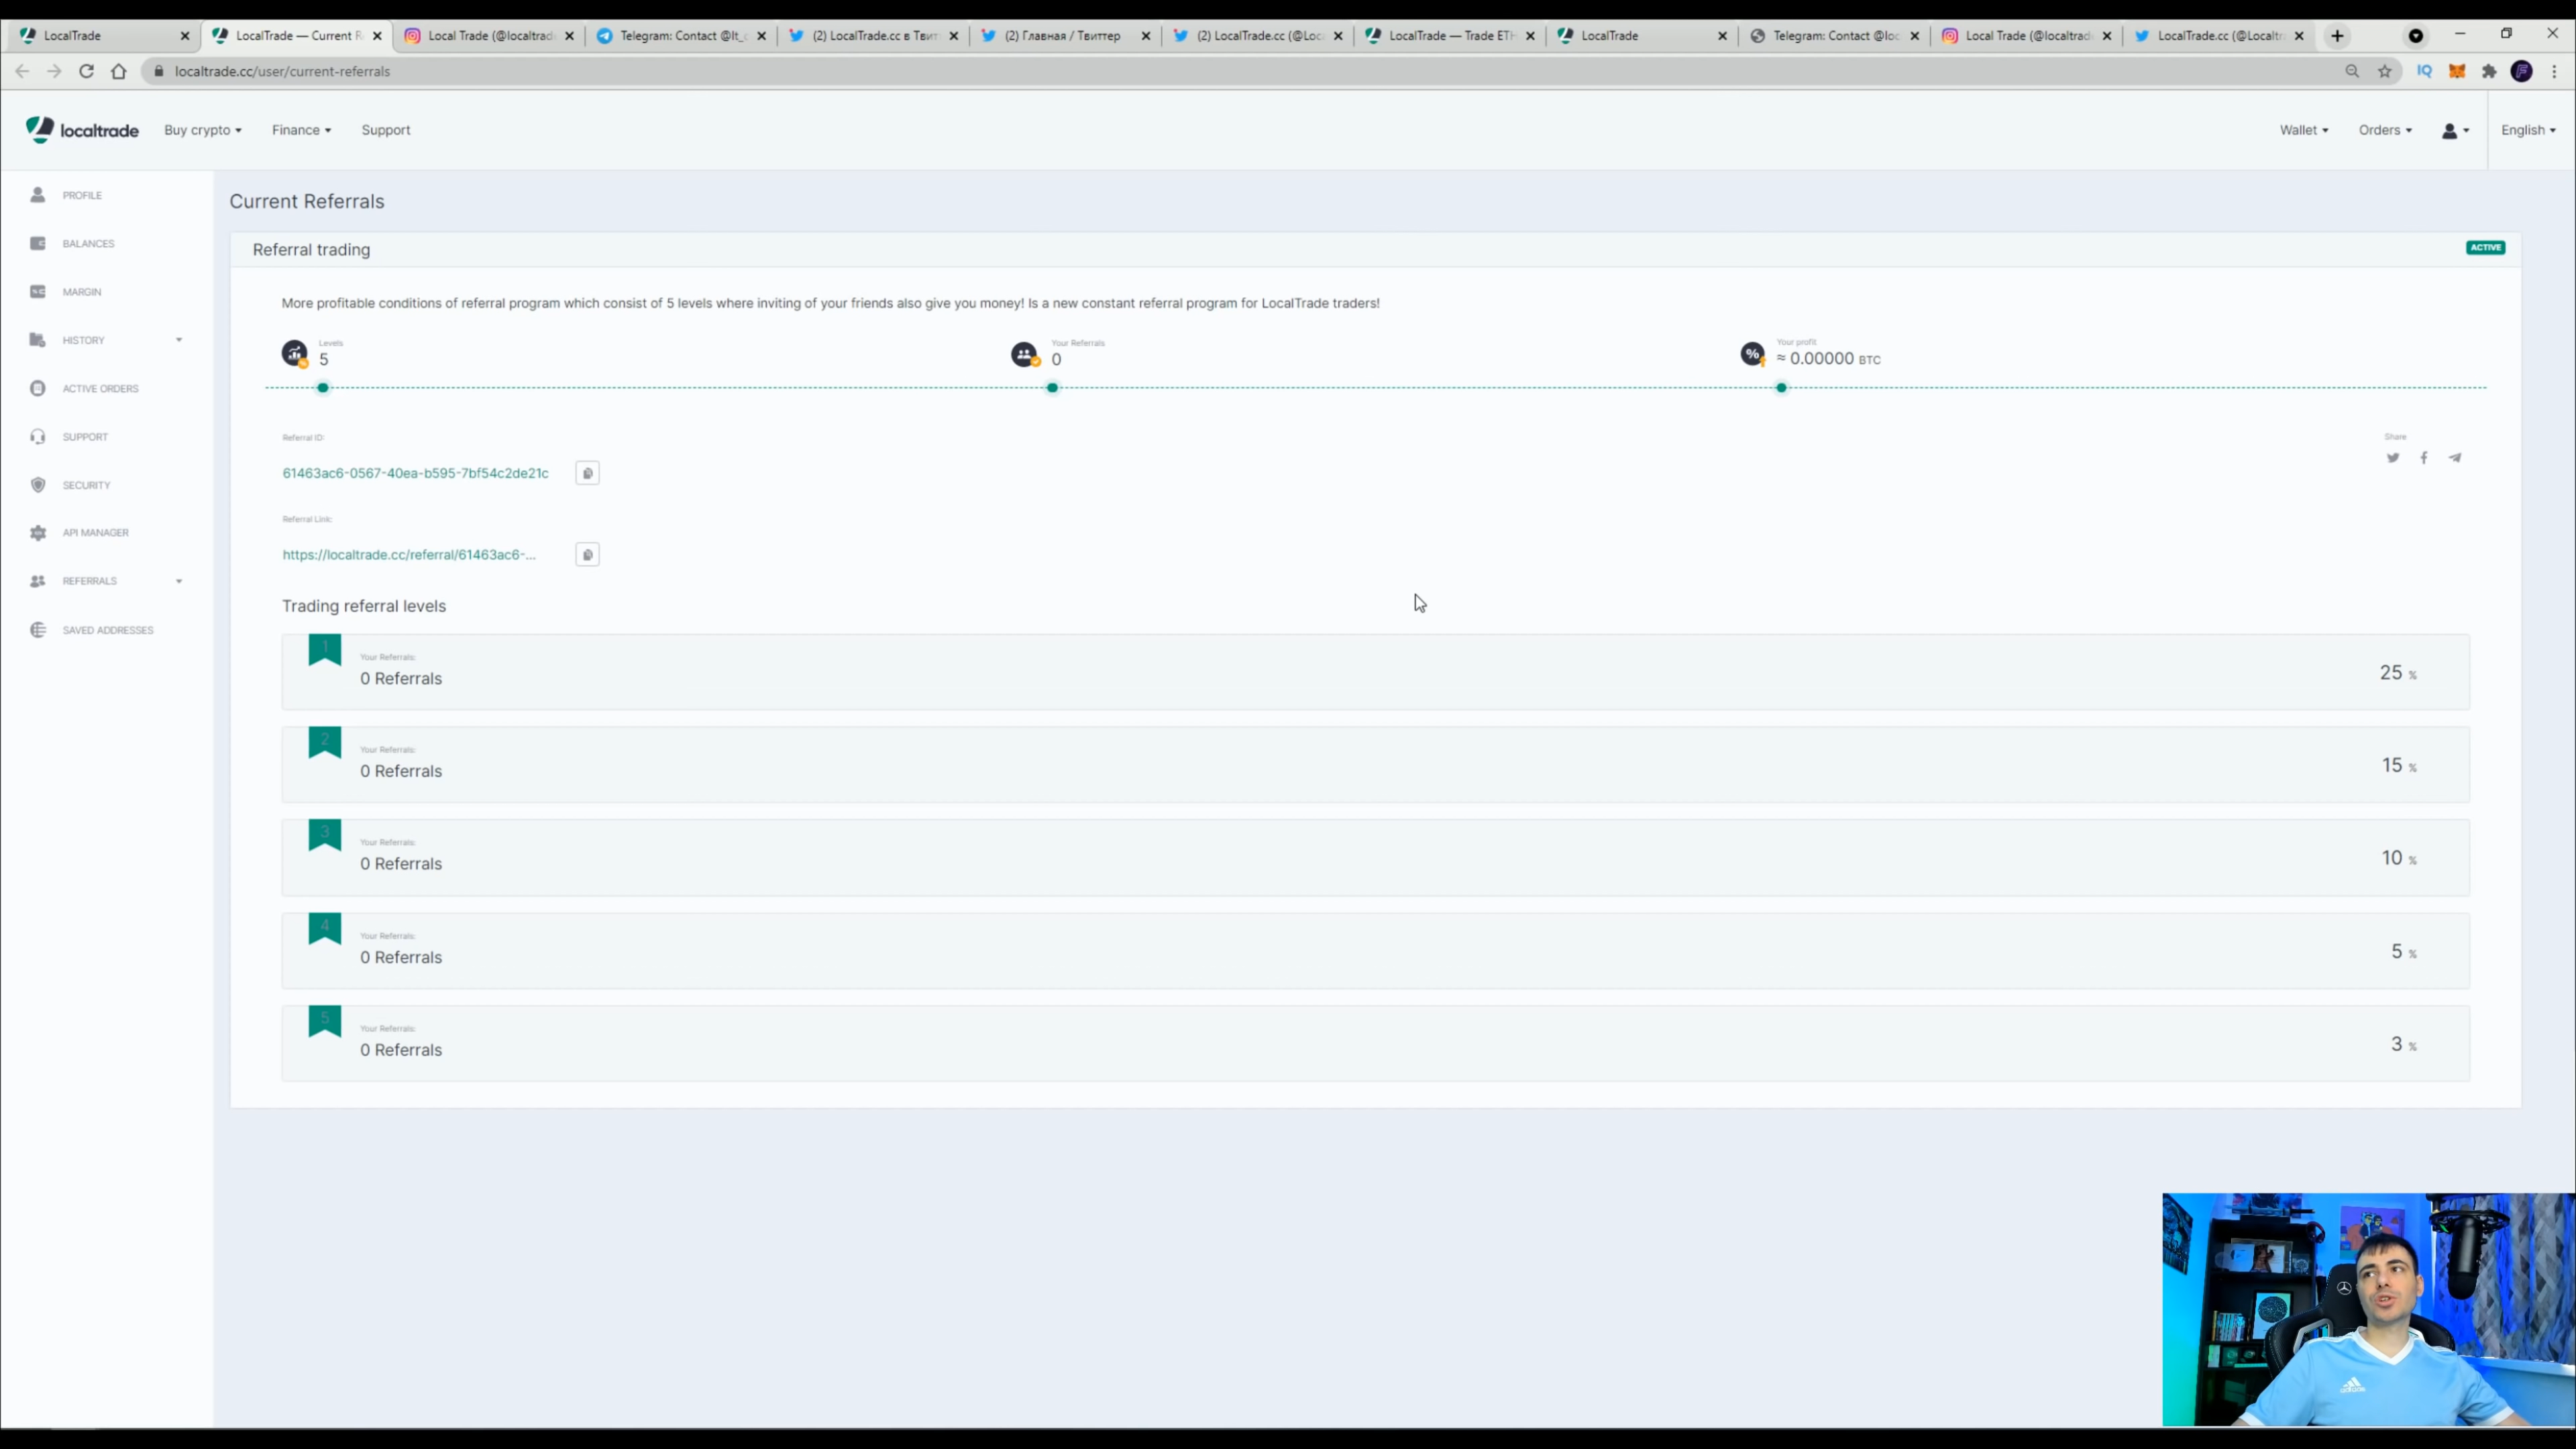 LocalTrade
LocalTrade — Current R
Local Trade (@localtrad
Telegram: Contact @lt_
(2) LocalTrade.cc в Твит
(2) Главная / Твиттер
(2) LocalTrade.cc (@Loc
LocalTrade — Trade ETH
LocalTrade
Telegram: Contact @loc
Local Trade (@localtrad
LocalTrade.cc (@Localtr
localtrade.cc/user/current-referrals
IQ
localtrade
Buy crypto
Finance
Support
Wallet
Orders
English
PROFILE
BALANCES
MARGIN
HISTORY
ACTIVE ORDERS
SUPPORT
SECURITY
API MANAGER
REFERRALS
SAVED ADDRESSES
Current Referrals
Referral trading
ACTIVE
More profitable conditions of referral program which consist of 5 levels where inviting of your friends also give you money! Is a new constant referral program for LocalTrade traders!
Levels
5
Your Referrals
0
Your profit
≈ 0.00000 BTC
Referral ID:
61463ac6-0567-40ea-b595-7bf54c2de21c
Share
Referral Link:
https://localtrade.cc/referral/61463ac6-...
Trading referral levels
1
Your Referrals:
0 Referrals
25 %
2
Your Referrals:
0 Referrals
15 %
3
Your Referrals:
0 Referrals
10 %
4
Your Referrals:
0 Referrals
5 %
5
Your Referrals:
0 Referrals
3 %
adidas